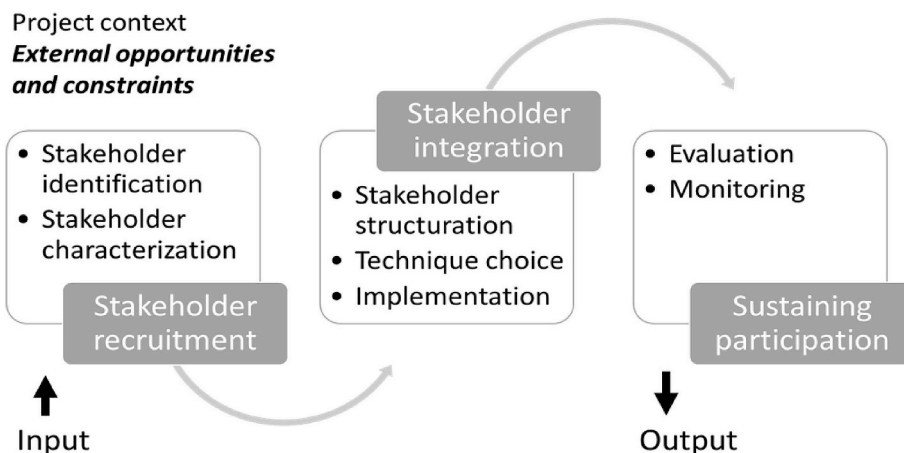 Project context
External opportunities
and constraints
• Stakeholder
identification
• Stakeholder
characterization
Stakeholder
recruitment
Stakeholder
integration
• Stakeholder
structuration
• Technique choice
• Implementation
• Evaluation
• Monitoring
Sustaining
participation
Input
Output